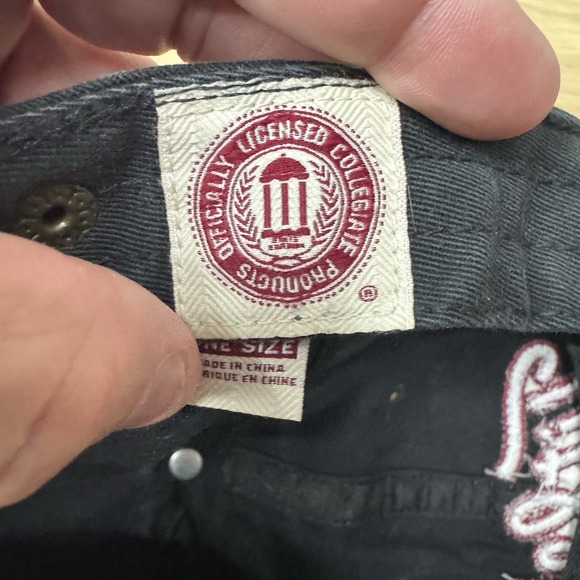 OFFICIALLY LICENSED COLLEGIATE PRODUCTS
®
NE SIZE
ADE IN CHINA
RIQUE EN CHINE